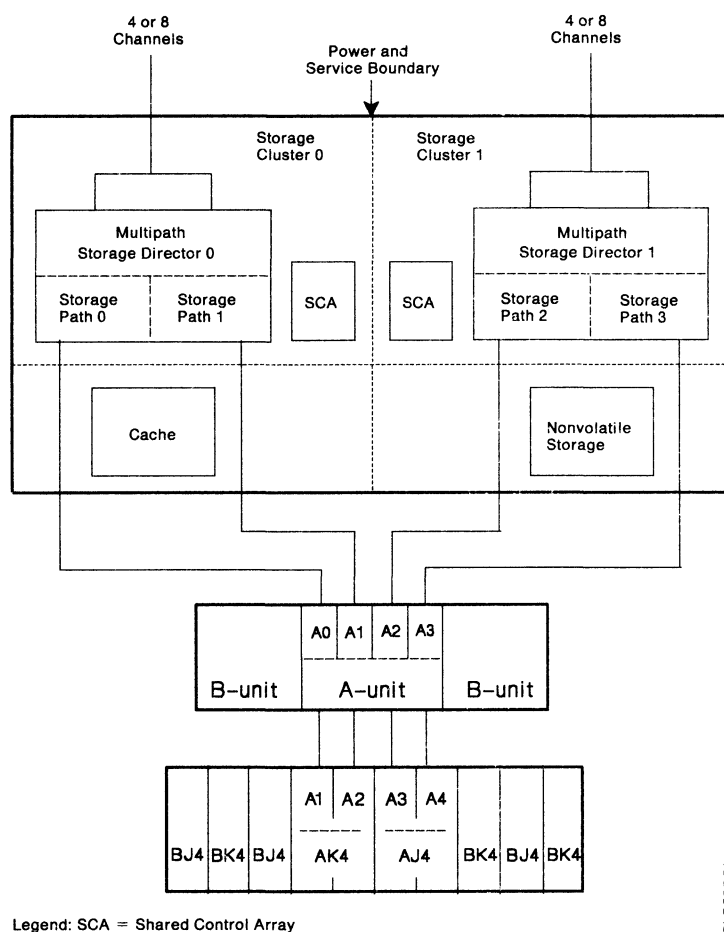 4 or 8
Channels
Power and
Service Boundary
4 or 8
Channels
Storage
Cluster 0
Storage
Cluster 1
Multipath
Storage Director 0
Storage
Path 0
Storage
Path 1
SCA
SCA
Multipath
Storage Director 1
Storage
Path 2
Storage
Path 3
Cache
Nonvolatile
Storage
A0
A1
A2
A3
B-unit
A-unit
B-unit
A1
A2
A3
A4
BJ4
BK4
BJ4
AK4
AJ4
BK4
BJ4
BK4
Legend: SCA = Shared Control Array